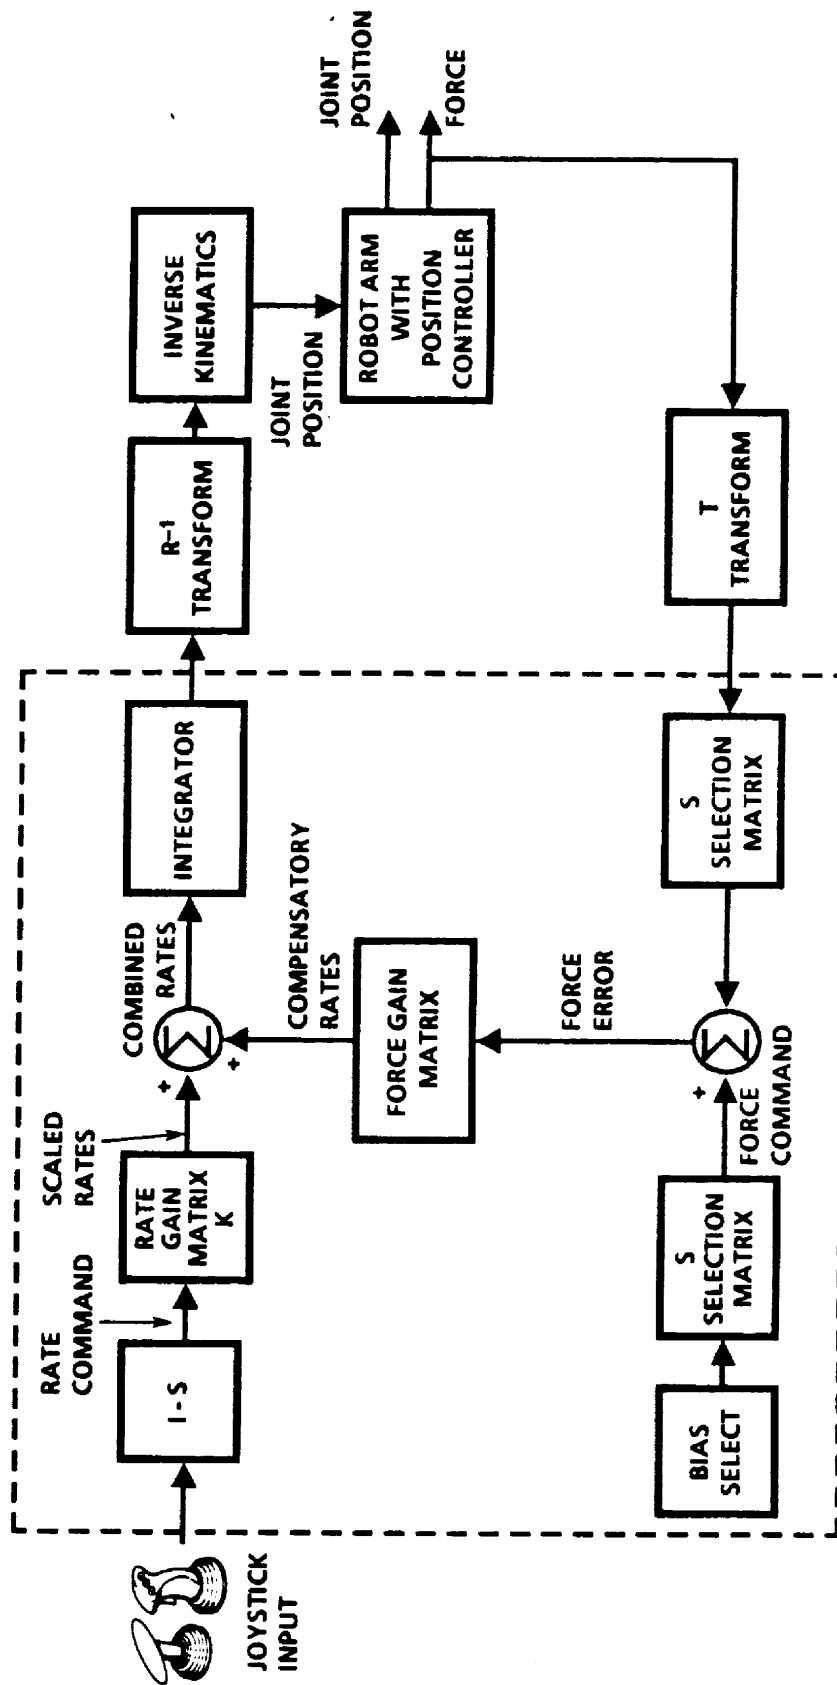 JOYSTICK
INPUT
I-S
RATE
COMMAND
RATE
GAIN
MATRIX
K
SCALED
RATES
+
+
Σ
COMBINED
RATES
INTEGRATOR
R-1
TRANSFORM
INVERSE
KINEMATICS
JOINT
POSITION
ROBOT ARM
WITH
POSITION
CONTROLLER
JOINT
POSITION
FORCE
COMPENSATORY
RATES
FORCE GAIN
MATRIX
FORCE
ERROR
BIAS
SELECT
S
SELECTION
MATRIX
FORCE
COMMAND
+
Σ
S
SELECTION
MATRIX
T
TRANSFORM